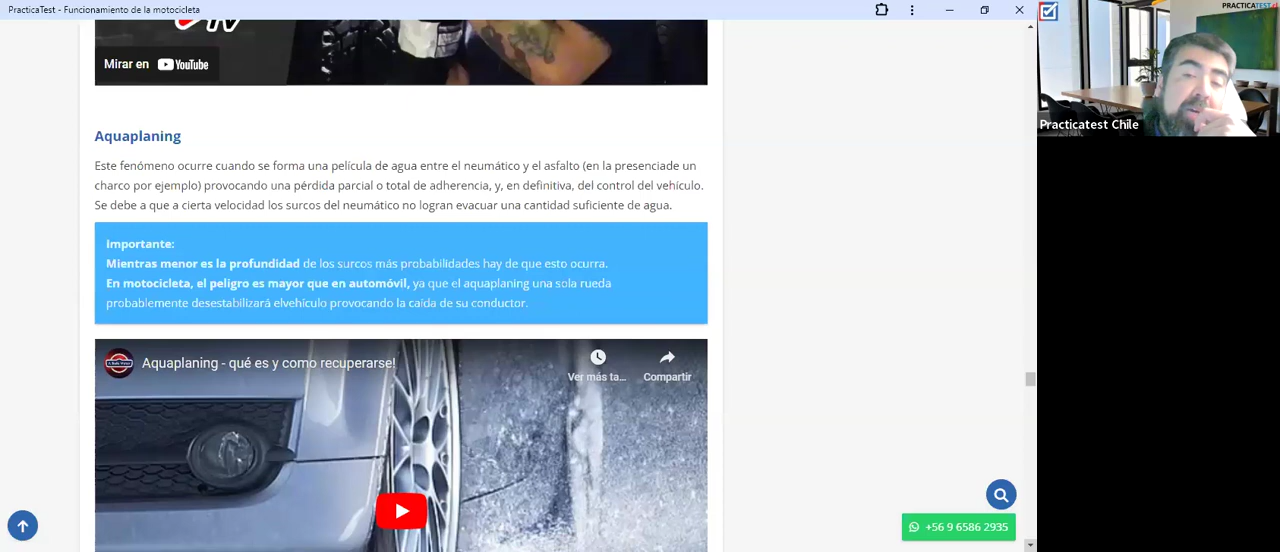 PracticaTest - Funcionamiento de la motocicleta
PRACTICATEST.cl
Mirar en YouTube
Practicatest Chile
Aquaplaning
Este fenómeno ocurre cuando se forma una película de agua entre el neumático y el asfalto (en la presenciade un
charco por ejemplo) provocando una pérdida parcial o total de adherencia, y, en definitiva, del control del vehículo.
Se debe a que a cierta velocidad los surcos del neumático no logran evacuar una cantidad suficiente de agua.
Importante:
Mientras menor es la profundidad de los surcos más probabilidades hay de que esto ocurra.
En motocicleta, el peligro es mayor que en automóvil, ya que el aquaplaning una sola rueda
probablemente desestabilizará elvehículo provocando la caída de su conductor.
Aquaplaning - qué es y como recuperarse!
Ver más ta...
Compartir
+56 9 6586 2935